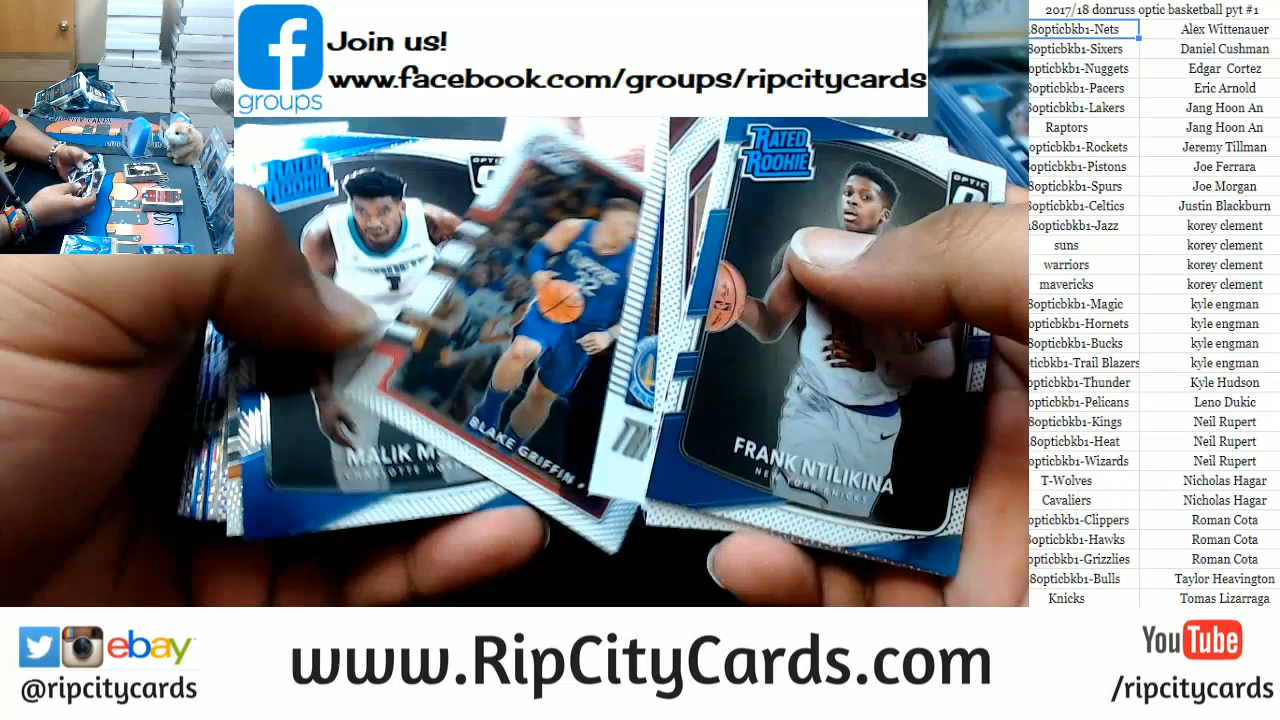 Join us!
www.facebook.com/groups/ripcitycards
groups
2017/18 donruss optic basketball pyt #1
8opticbkb1-Nets Alex Wittenauer
8opticbkb1-Sixers Daniel Cushman
opticbkb1-Nuggets Edgar Cortez
8opticbkb1-Pacers Eric Arnold
8opticbkb1-Lakers Jang Hoon An
Raptors Jang Hoon An
opticbkb1-Rockets Jeremy Tillman
opticbkb1-Pistons Joe Ferrara
8opticbkb1-Spurs Joe Morgan
8opticbkb1-Celtics Justin Blackburn
18opticbkb1-Jazz korey clement
suns korey clement
warriors korey clement
mavericks korey clement
8opticbkb1-Magic kyle engman
opticbkb1-Hornets kyle engman
8opticbkb1-Bucks kyle engman
ticbkb1-Trail Blazers kyle engman
opticbkb1-Thunder Kyle Hudson
opticbkb1-Pelicans Leno Dukic
8opticbkb1-Kings Neil Rupert
18opticbkb1-Heat Neil Rupert
opticbkb1-Wizards Neil Rupert
T-Wolves Nicholas Hagar
Cavaliers Nicholas Hagar
opticbkb1-Clippers Roman Cota
8opticbkb1-Hawks Roman Cota
opticbkb1-Grizzlies Roman Cota
8opticbkb1-Bulls Taylor Heavington
Knicks Tomas Lizarraga
RATED
ROOKIE
OPTIC
MALIK M
CHARLOTTE HORN
BLAKE GRIFFIN
RATED
ROOKIE
OPTIC
FRANK NTILIKINA
NEW YORK KNICKS
ebay
@ripcitycards
www.RipCityCards.com
YouTube
/ripcitycards